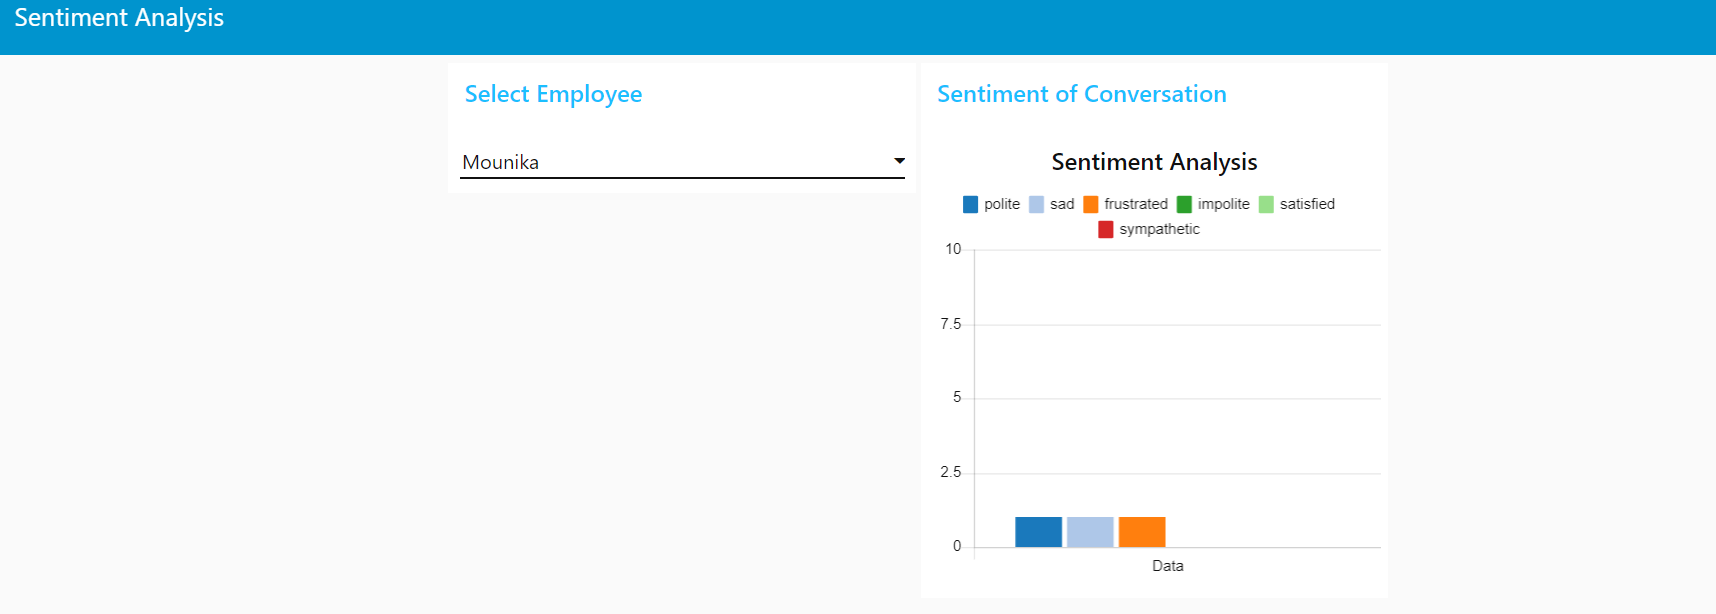 Sentiment Analysis
Select Employee
Mounika
Sentiment of Conversation
Sentiment Analysis
polite sad frustrated impolite satisfied
sympathetic
10
7.5
5
2.5
0
Data